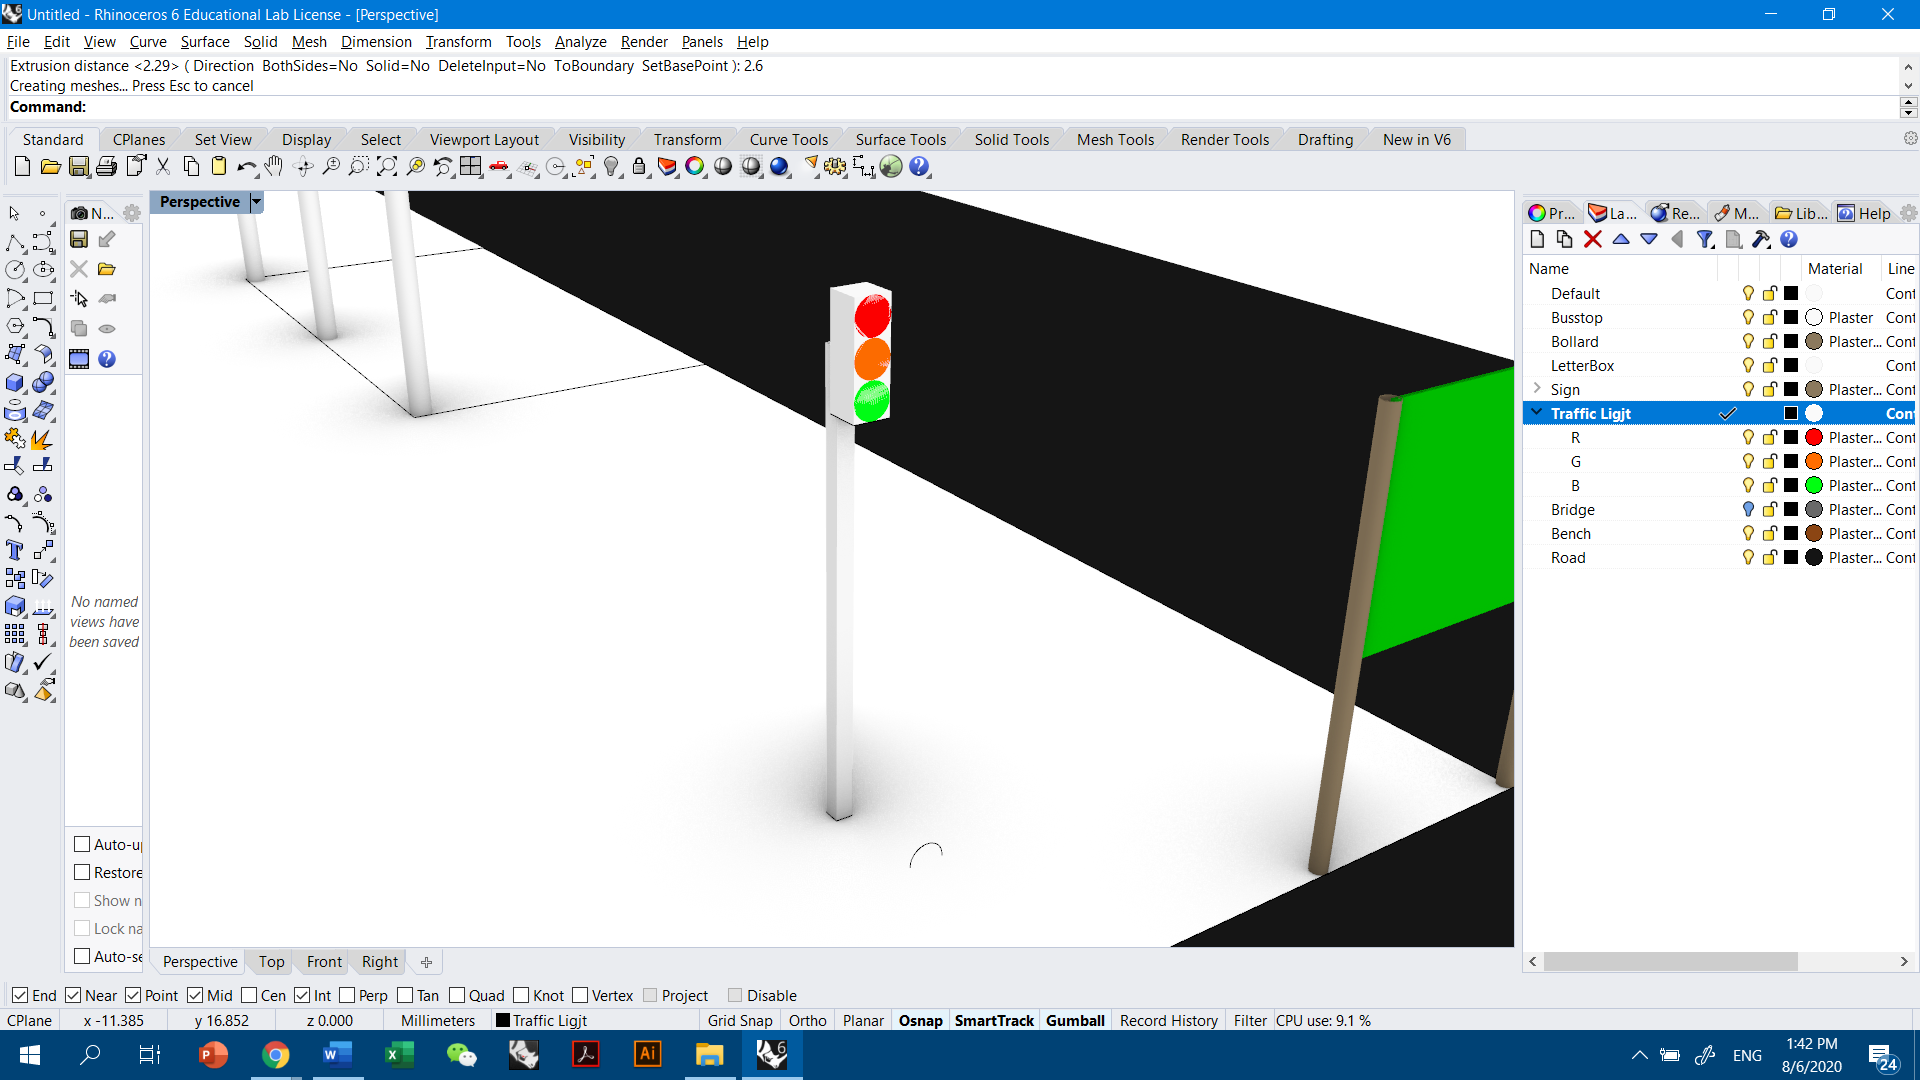 Untitled - Rhinoceros 6 Educational Lab License - [Perspective]
File Edit View Curve Surface Solid Mesh Dimension Transform Tools Analyze Render Panels Help
Extrusion distance <2.29> ( Direction BothSides=No Solid=No DeleteInput=No ToBoundary SetBasePoint ): 2.6
Creating meshes... Press Esc to cancel
Command:
Standard CPlanes Set View Display Select Viewport Layout Visibility Transform Curve Tools Surface Tools Solid Tools Mesh Tools Render Tools Drafting New in V6
N...
Perspective
Pr... La... Re... M... Lib... Help
Name Material Line
Default Cont
Busstop Plaster Cont
Bollard Plaster... Cont
LetterBox Cont
Sign Plaster... Cont
Traffic Ligjt Cont
R Plaster... Cont
G Plaster... Cont
B Plaster... Cont
Bridge Plaster... Cont
Bench Plaster... Cont
Road Plaster... Cont
No named
views have
been saved
Auto-u
Restore
Show n
Lock na
Auto-se
Perspective Top Front Right
End Near Point Mid Cen Int Perp Tan Quad Knot Vertex Project Disable
CPlane x -11.385 y 16.852 z 0.000 Millimeters Traffic Ligjt Grid Snap Ortho Planar Osnap SmartTrack Gumball Record History Filter CPU use: 9.1 %
ENG
1:42 PM
8/6/2020
24